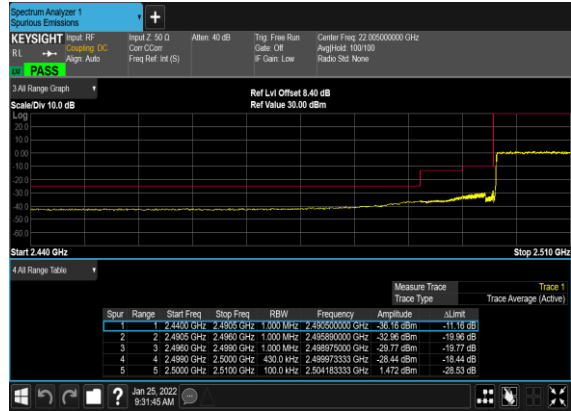 Spectrum Analyzer 1
Spurious Emissions
KEYSIGHT Input: RF Input Z: 50 Ω Atten: 40 dB Trig: Free Run Center Freq: 22.005000000 GHz
RL Coupling: DC Corr CCorr Gate: Off Avg|Hold: 100/100
Align: Auto Freq Ref: Int (S) IF Gain: Low Radio Std: None
PASS
3 All Range Graph
Ref Lvl Offset 8.40 dB
Scale/Div 10.0 dB Ref Value 30.00 dBm
Log
20.0
10.0
0.00
-10.0
-20.0
-30.0
-40.0
-50.0
-60.0
Start 2.440 GHz Stop 2.510 GHz
4 All Range Table
Measure Trace Trace 1
Trace Type Trace Average (Active)
Spur Range Start Freq Stop Freq RBW Frequency Amplitude ΔLimit
1 1 2.4400 GHz 2.4905 GHz 1.000 MHz 2.490500000 GHz -36.16 dBm -11.16 dB
2 2 2.4905 GHz 2.4960 GHz 1.000 MHz 2.495890000 GHz -32.96 dBm -19.96 dB
3 3 2.4960 GHz 2.4990 GHz 1.000 MHz 2.498975000 GHz -29.77 dBm -19.77 dB
4 4 2.4990 GHz 2.5000 GHz 430.0 kHz 2.499973333 GHz -28.44 dBm -18.44 dB
5 5 2.5000 GHz 2.5100 GHz 100.0 kHz 2.504183333 GHz 1.472 dBm -28.53 dB
Jan 25, 2022
9:31:45 AM